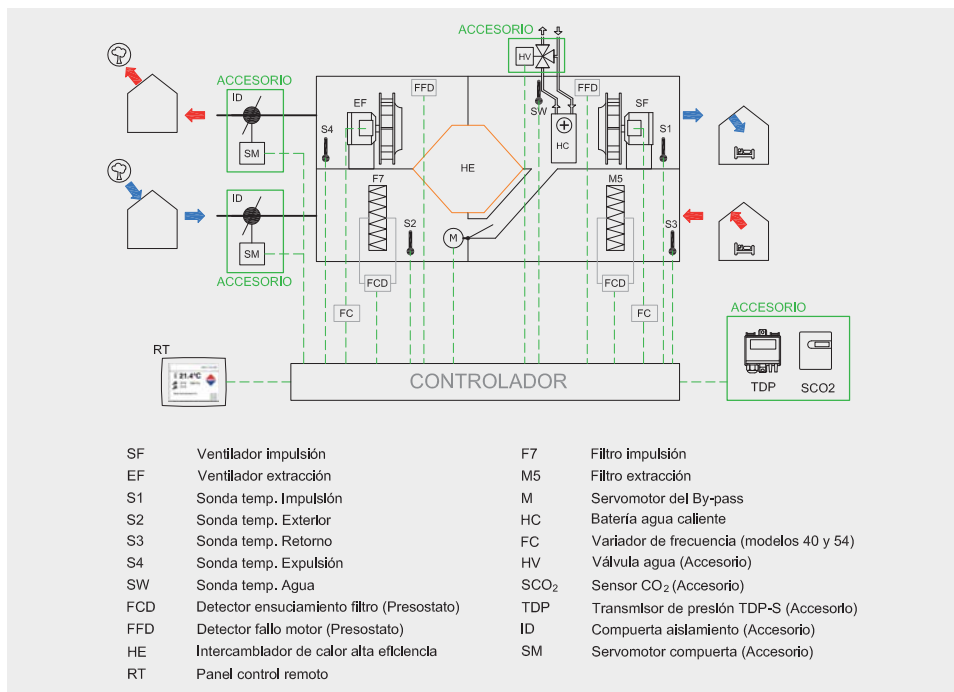 ACCESORIO
HV
ACCESORIO
ID
SM
S4
EF
FFD
SW
HC
FFD
SF
S1
HE
F7
M5
ID
SM
ACCESORIO
S2
M
S3
FCD
FCD
FC
FC
ACCESORIO
RT
21.4°C
CONTROLADOR
TDP
SCO2
SF Ventilador impulsión
EF Ventilador extracción
S1 Sonda temp. Impulsión
S2 Sonda temp. Exterior
S3 Sonda temp. Retorno
S4 Sonda temp. Expulsión
SW Sonda temp. Agua
FCD Detector ensuciamiento filtro (Presostato)
FFD Detector fallo motor (Presostato)
HE Intercambiador de calor alta eficiencia
RT Panel control remoto
F7 Filtro impulsión
M5 Filtro extracción
M Servomotor del By-pass
HC Batería agua caliente
FC Variador de frecuencia (modelos 40 y 54)
HV Válvula agua (Accesorio)
SCO₂ Sensor CO₂ (Accesorio)
TDP Transmisor de presión TDP-S (Accesorio)
ID Compuerta aislamiento (Accesorio)
SM Servomotor compuerta (Accesorio)